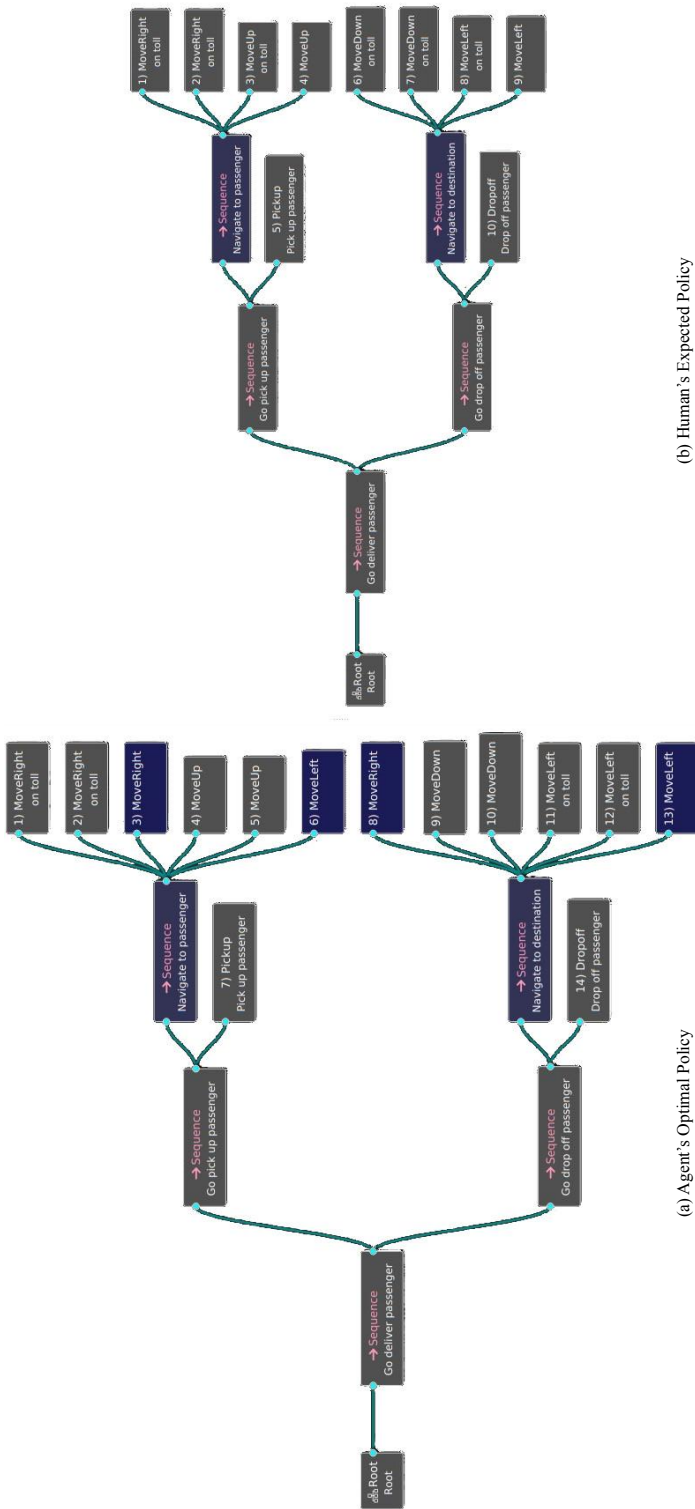 1) MoveRight
on toll
2) MoveRight
on toll
3) MoveRight
4) MoveUp
5) MoveUp
6) MoveLeft
→ Sequence
Navigate to passenger
7) Pickup
Pick up passenger
→ Sequence
Go pick up passenger
Root
Root
→ Sequence
Go deliver passenger
8) MoveRight
9) MoveDown
10) MoveDown
11) MoveLeft
on toll
12) MoveLeft
on toll
13) MoveLeft
→ Sequence
Navigate to destination
14) Dropoff
Drop off passenger
→ Sequence
Go drop off passenger
(a) Agent's Optimal Policy
1) MoveRight
on toll
2) MoveRight
on toll
3) MoveUp
on toll
4) MoveUp
→ Sequence
Navigate to passenger
5) Pickup
Pick up passenger
→ Sequence
Go pick up passenger
Root
Root
→ Sequence
Go deliver passenger
6) MoveDown
on toll
7) MoveDown
on toll
8) MoveLeft
on toll
9) MoveLeft
→ Sequence
Navigate to destination
10) Dropoff
Drop off passenger
→ Sequence
Go drop off passenger
(b) Human's Expected Policy